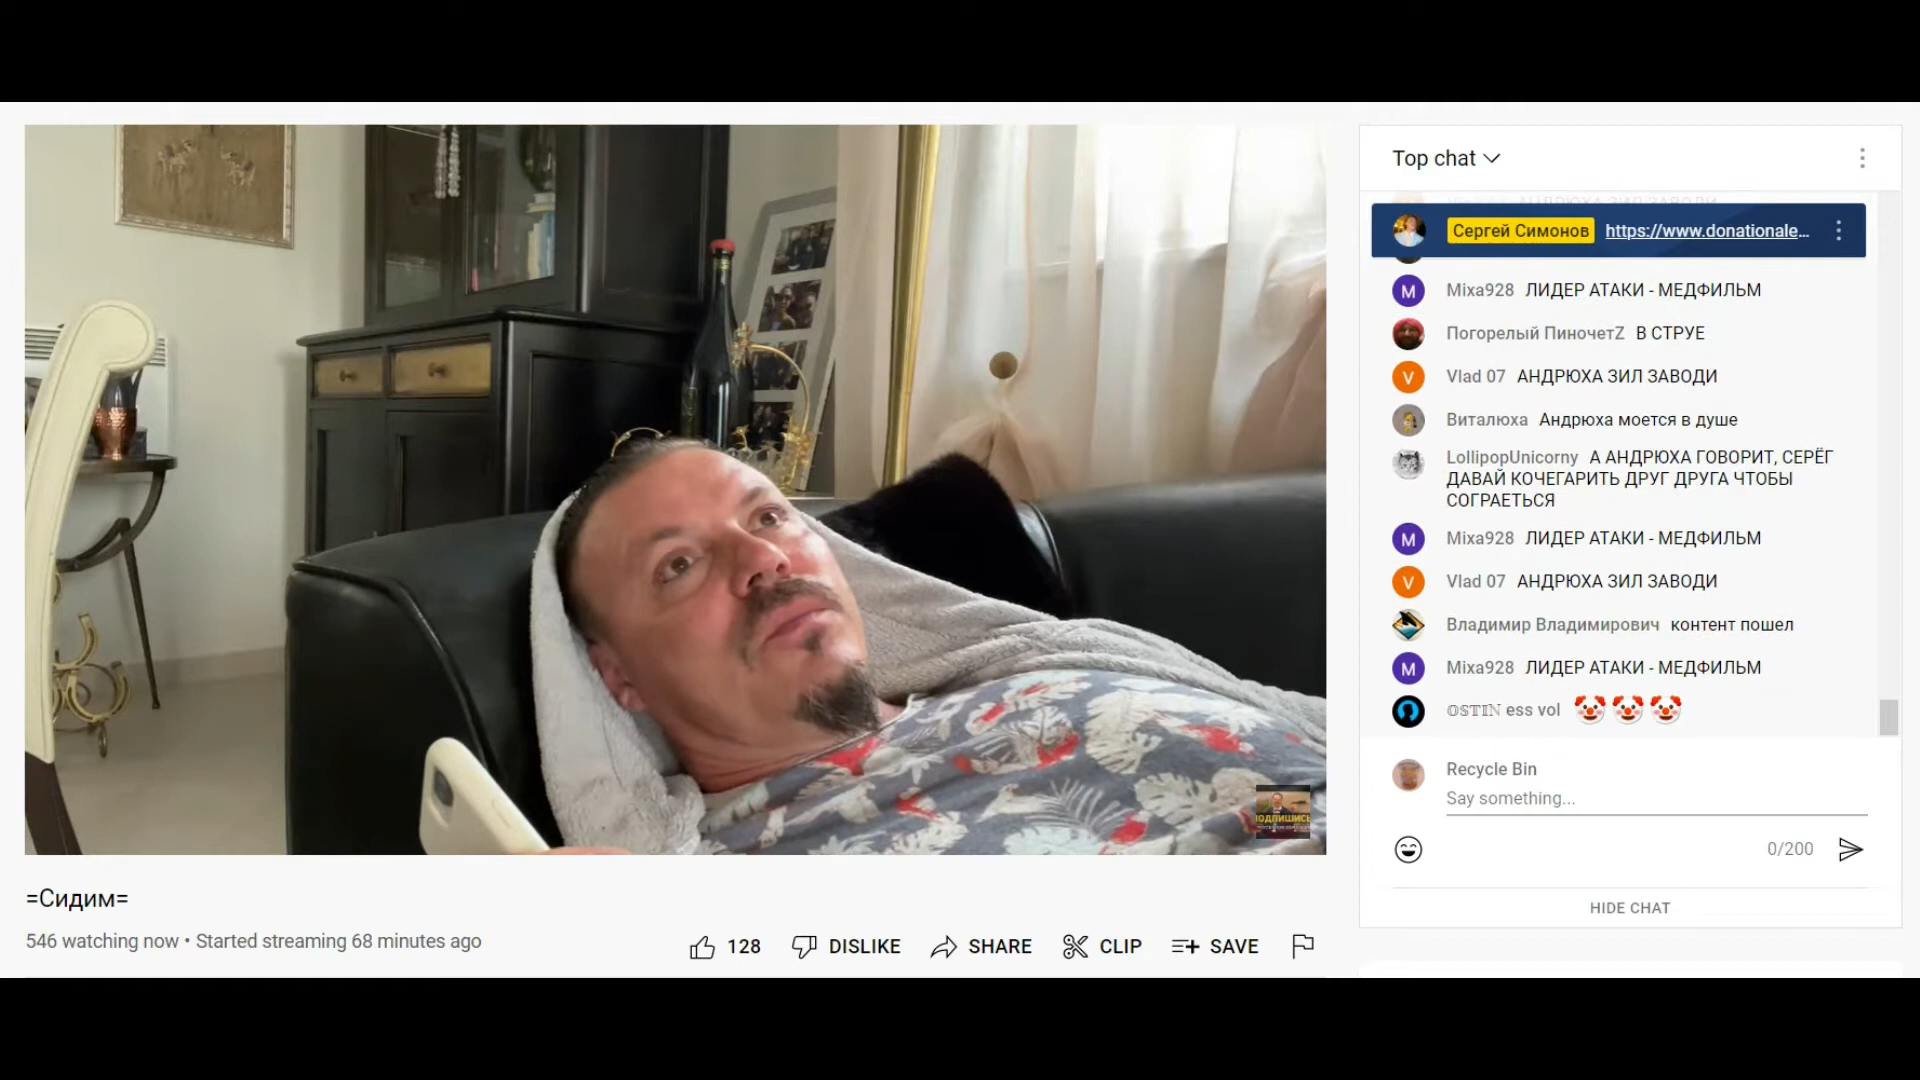 Top chat
Сергей Симонов https://www.donationale...
Mixa928 ЛИДЕР АТАКИ - МЕДФИЛЬМ
Погорелый ПиночетZ В СТРУЕ
Vlad 07 АНДРЮХА ЗИЛ ЗАВОДИ
Виталюха Андрюха моется в душе
LollipopUnicorny А АНДРЮХА ГОВОРИТ, СЕРЁГ
ДАВАЙ КОЧЕГАРИТЬ ДРУГ ДРУГА ЧТОБЫ
СОГРАЕТЬСЯ
Mixa928 ЛИДЕР АТАКИ - МЕДФИЛЬМ
Vlad 07 АНДРЮХА ЗИЛ ЗАВОДИ
Владимир Владимирович контент пошел
Mixa928 ЛИДЕР АТАКИ - МЕДФИЛЬМ
𝕆𝕊𝕋𝕀ℕ ess vol 🤡🤡🤡
Recycle Bin
Say something...
0/200
HIDE CHAT
ПОДПИШИСЬ
=Сидим=
546 watching now • Started streaming 68 minutes ago
128 DISLIKE SHARE CLIP SAVE